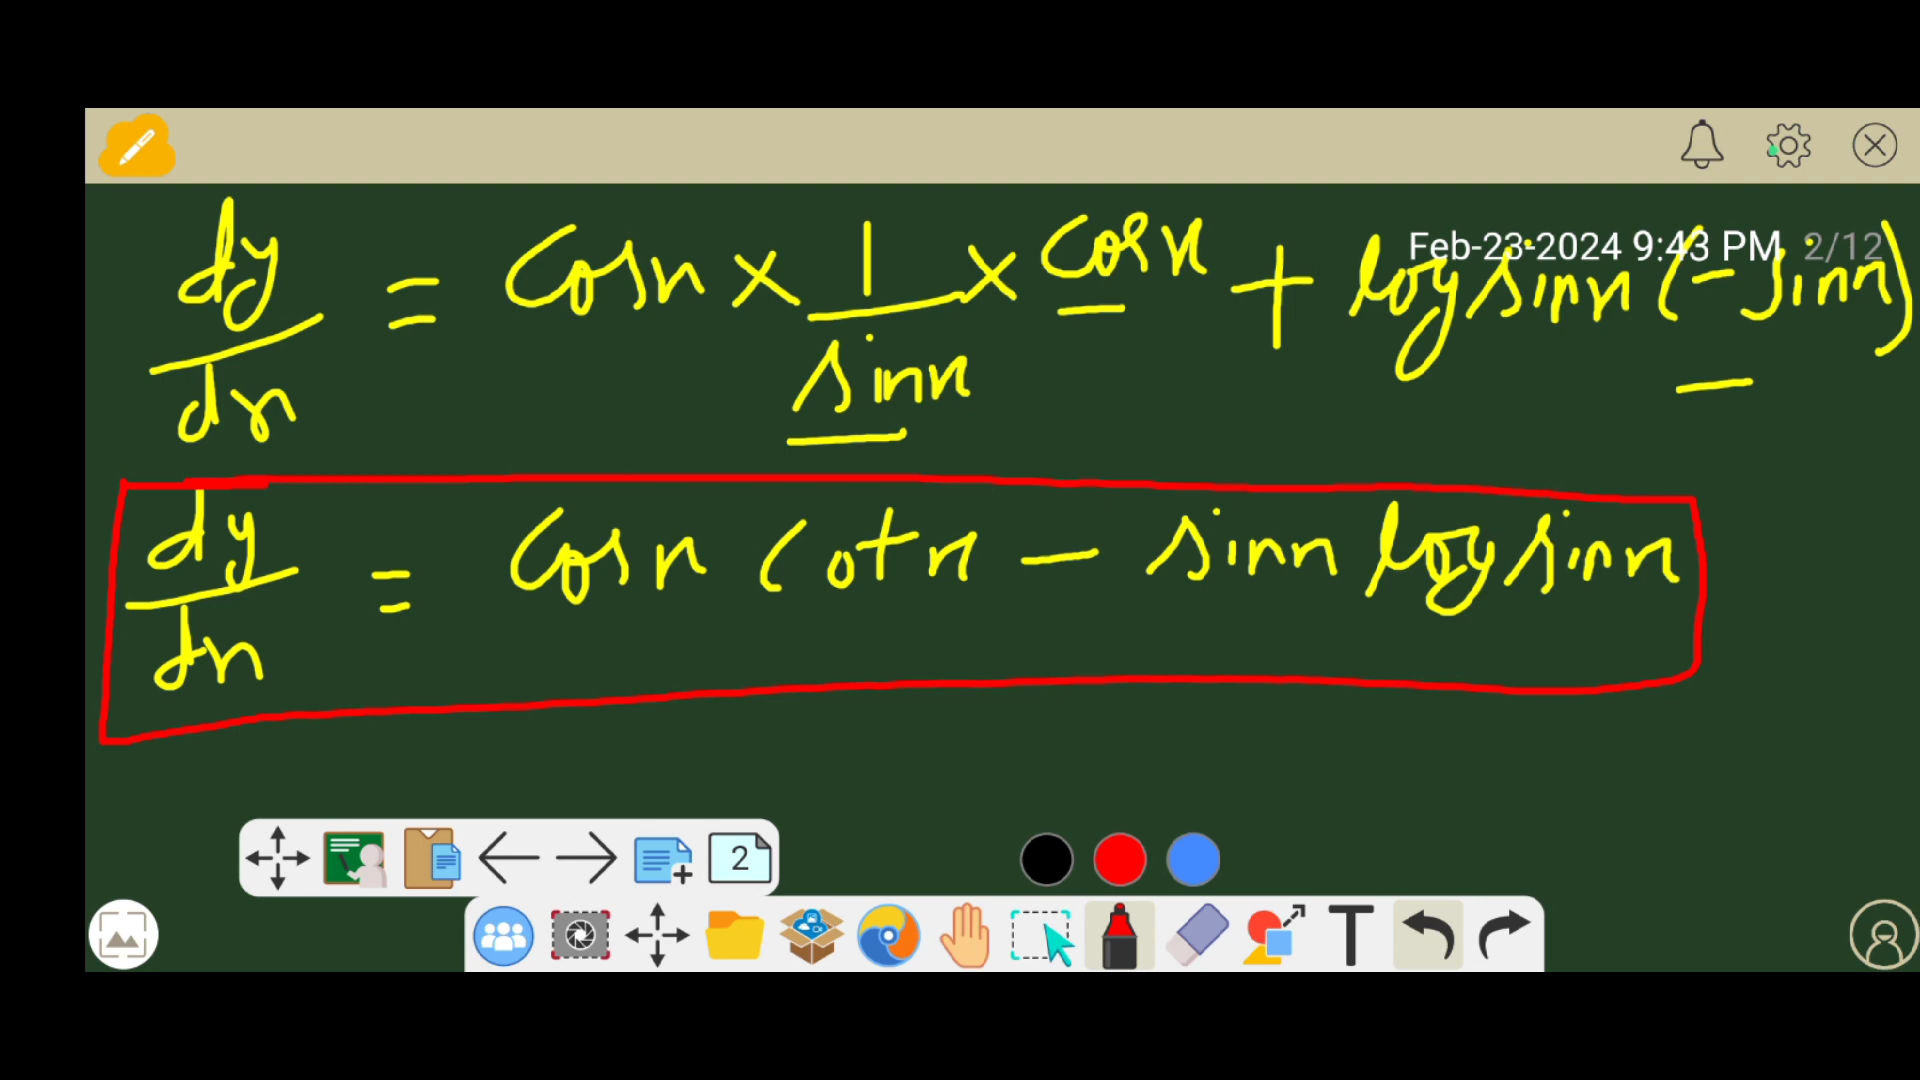 Feb-23-2024 9:43 PM 2/12
dy/dx = Cosx × 1/sinx × cosx + log sinx (-sinx)
dy/dx = Cosx Cotx - sinx log sinx
2
T